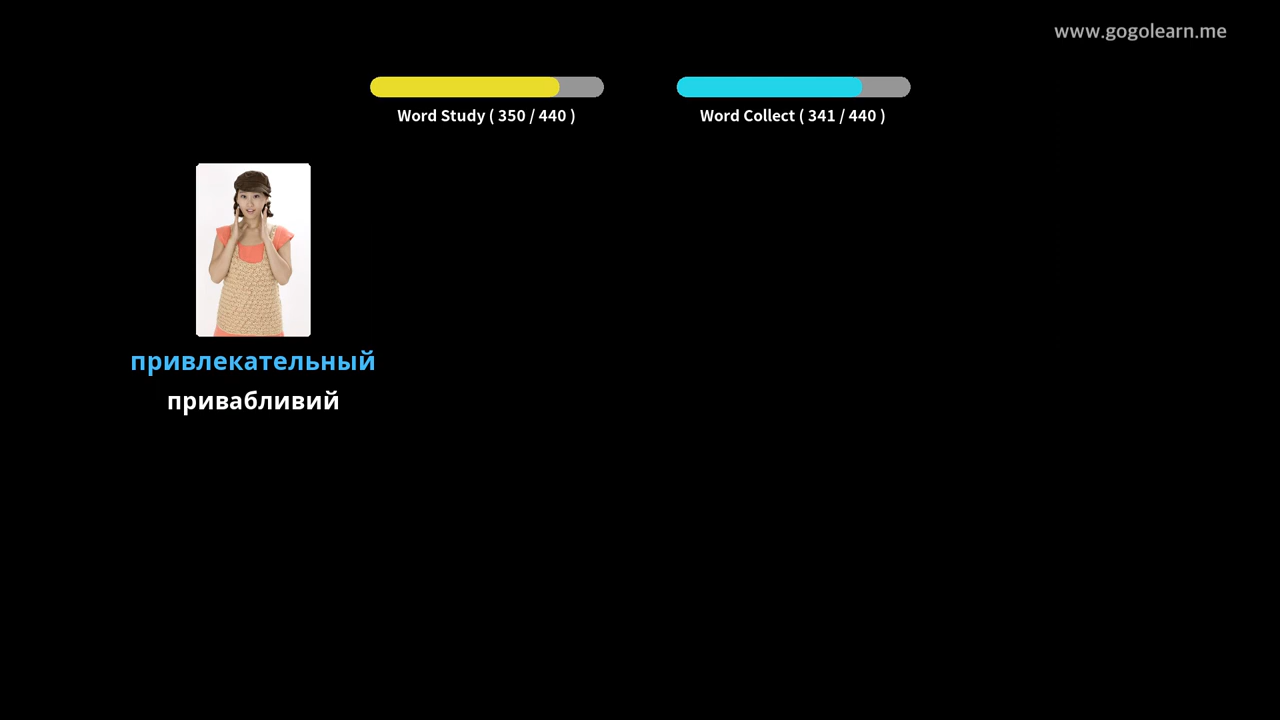 www.gogolearn.me
Word Study ( 350 / 440 )
Word Collect ( 341 / 440 )
привлекательный
привабливий